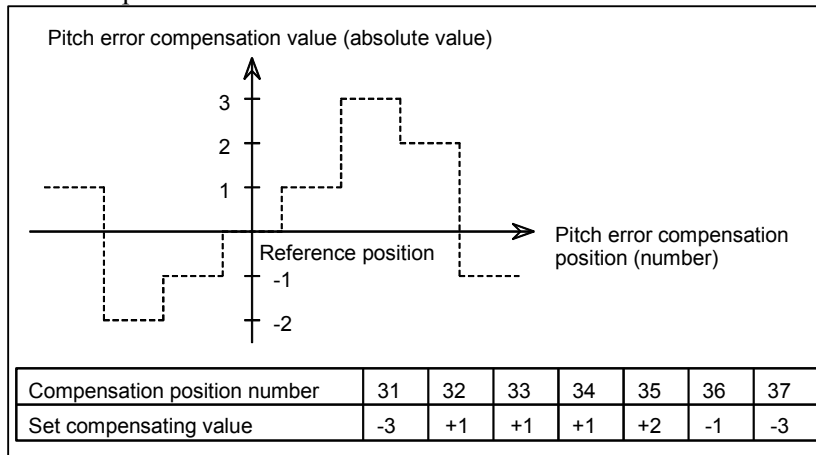 Pitch error compensation value (absolute value)
3
2
1
Reference position
Pitch error compensation
position (number)
-1
-2
Compensation position number 31 32 33 34 35 36 37
Set compensating value -3 +1 +1 +1 +2 -1 -3